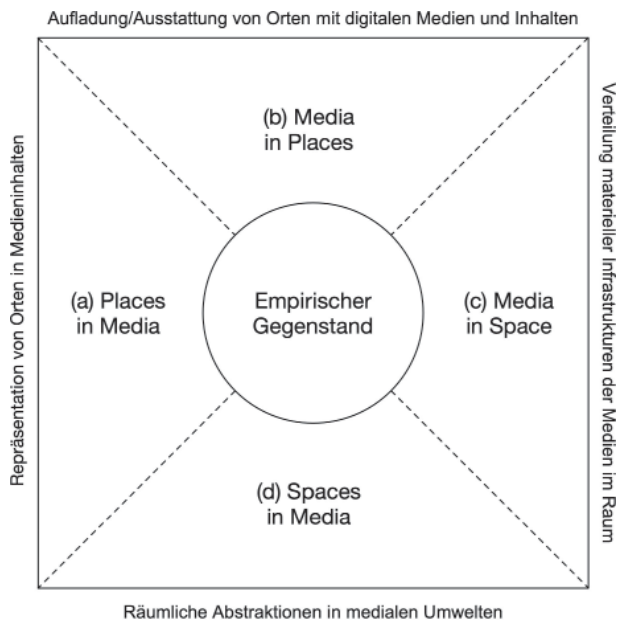 Aufladung/Ausstattung von Orten mit digitalen Medien und Inhalten
(b) Media
in Places
Repräsentation von Orten in Medieninhalten
(a) Places
in Media
Empirischer
Gegenstand
(c) Media
in Space
Verteilung materieller Infrastrukturen der Medien im Raum
(d) Spaces
in Media
Räumliche Abstraktionen in medialen Umwelten